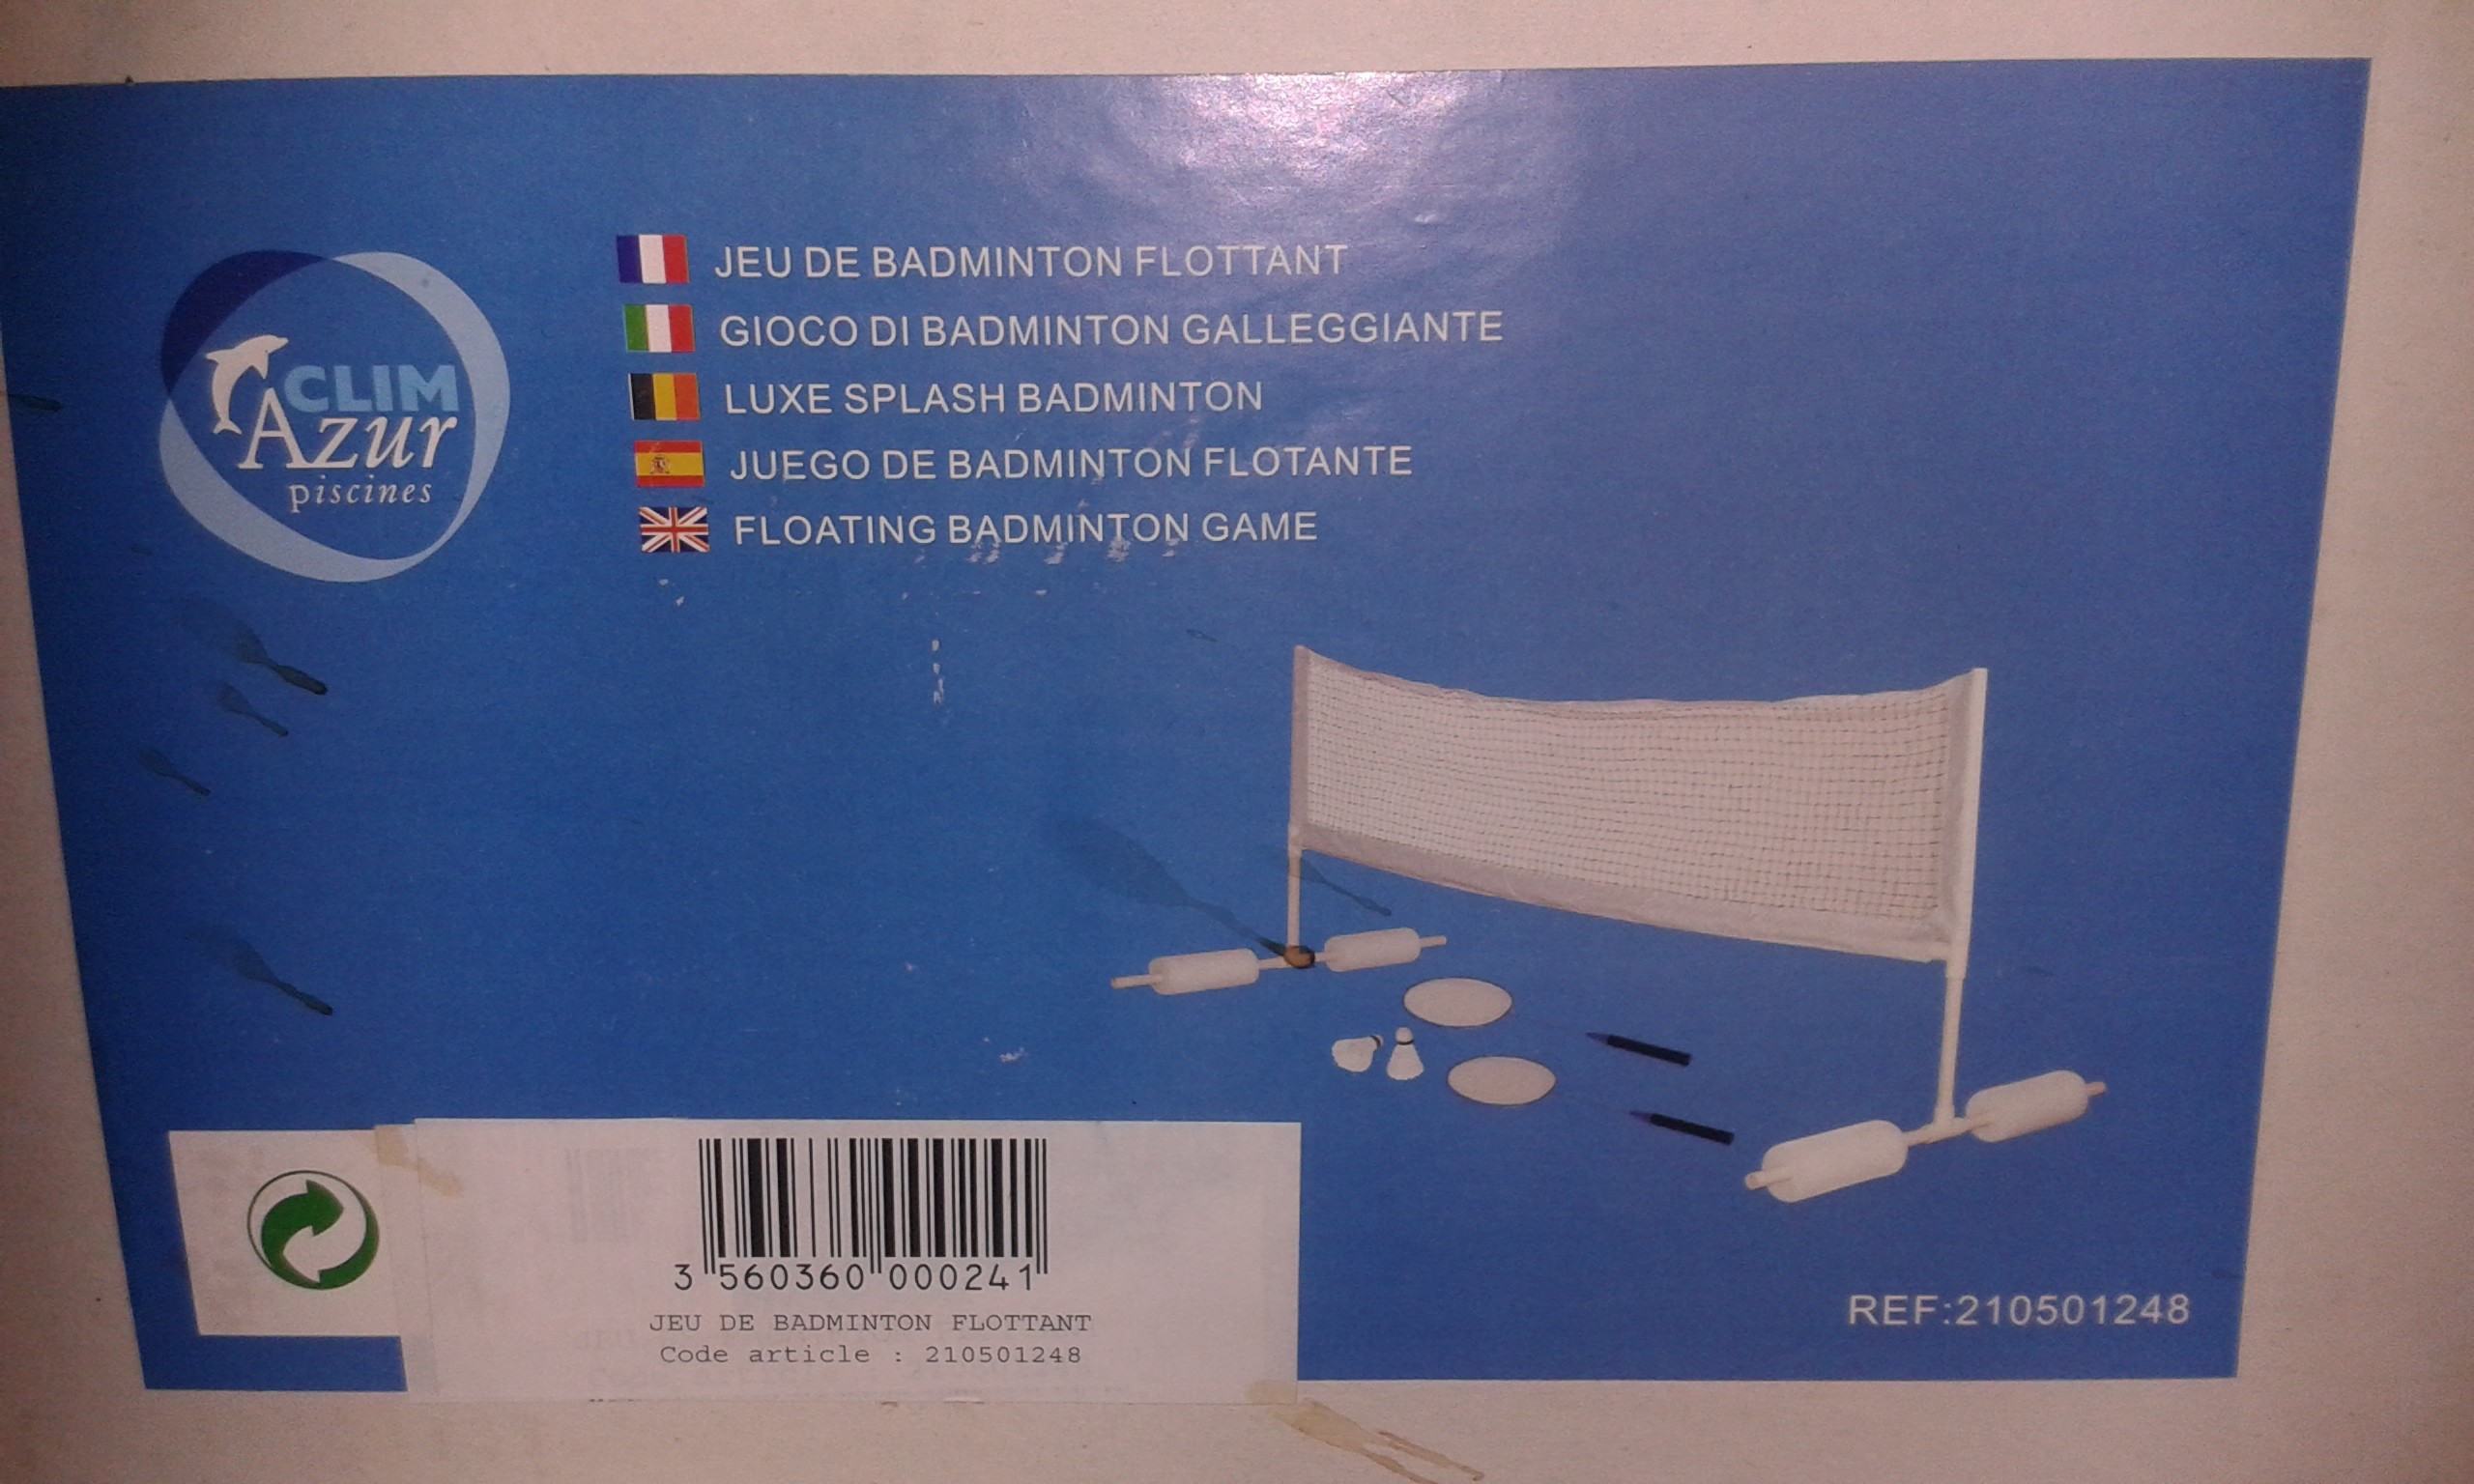 CLIM
Azur
piscines
JEU DE BADMINTON FLOTTANT
GIOCO DI BADMINTON GALLEGGIANTE
LUXE SPLASH BADMINTON
JUEGO DE BADMINTON FLOTANTE
FLOATING BADMINTON GAME
3 560360 000241
JEU DE BADMINTON FLOTTANT
Code article : 210501248
REF:210501248